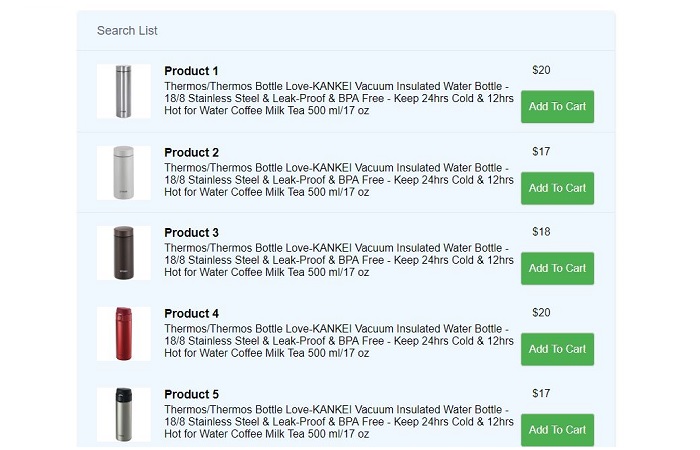 Search List
Product 1
$20
Thermos/Thermos Bottle Love-KANKEI Vacuum Insulated Water Bottle -
18/8 Stainless Steel & Leak-Proof & BPA Free - Keep 24hrs Cold & 12hrs
Hot for Water Coffee Milk Tea 500 ml/17 oz
Add To Cart
Product 2
$17
Thermos/Thermos Bottle Love-KANKEI Vacuum Insulated Water Bottle -
18/8 Stainless Steel & Leak-Proof & BPA Free - Keep 24hrs Cold & 12hrs
Hot for Water Coffee Milk Tea 500 ml/17 oz
Add To Cart
Product 3
$18
Thermos/Thermos Bottle Love-KANKEI Vacuum Insulated Water Bottle -
18/8 Stainless Steel & Leak-Proof & BPA Free - Keep 24hrs Cold & 12hrs
Hot for Water Coffee Milk Tea 500 ml/17 oz
Add To Cart
Product 4
$20
Thermos/Thermos Bottle Love-KANKEI Vacuum Insulated Water Bottle -
18/8 Stainless Steel & Leak-Proof & BPA Free - Keep 24hrs Cold & 12hrs
Hot for Water Coffee Milk Tea 500 ml/17 oz
Add To Cart
Product 5
$17
Thermos/Thermos Bottle Love-KANKEI Vacuum Insulated Water Bottle -
18/8 Stainless Steel & Leak-Proof & BPA Free - Keep 24hrs Cold & 12hrs
Hot for Water Coffee Milk Tea 500 ml/17 oz
Add To Cart